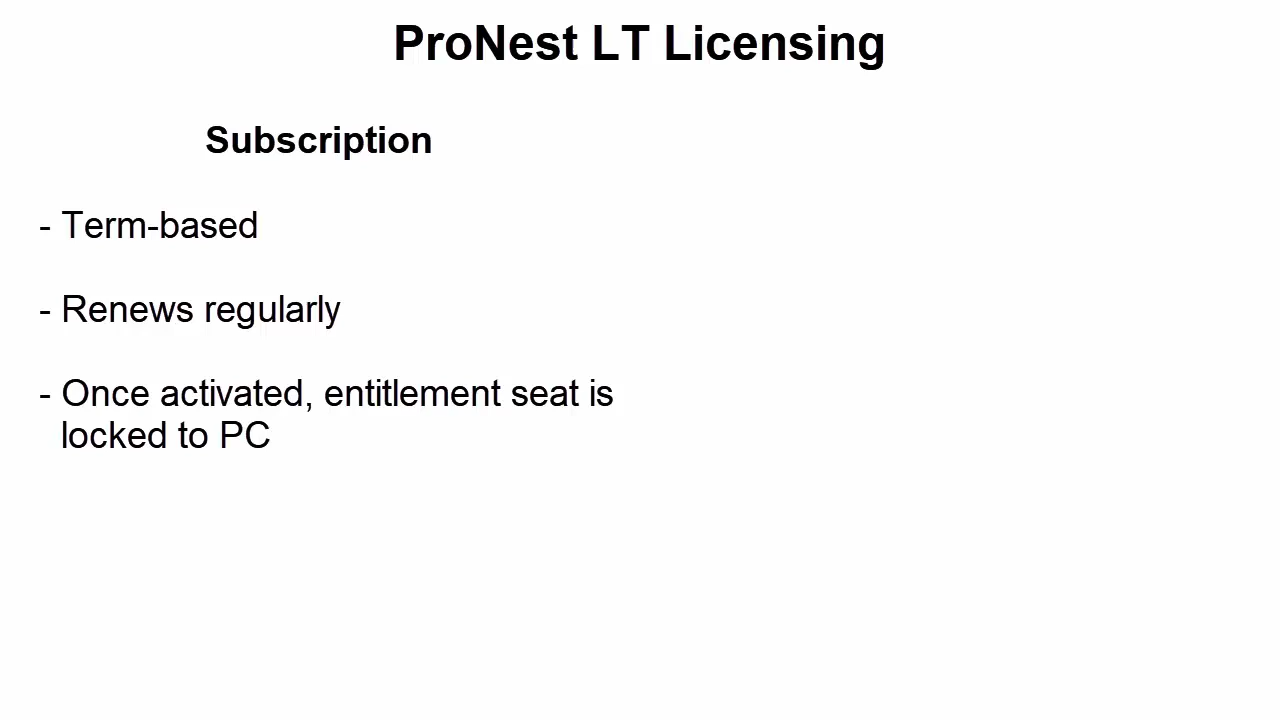 ProNest LT Licensing
Subscription
- Term-based
- Renews regularly
- Once activated, entitlement seat is
locked to PC